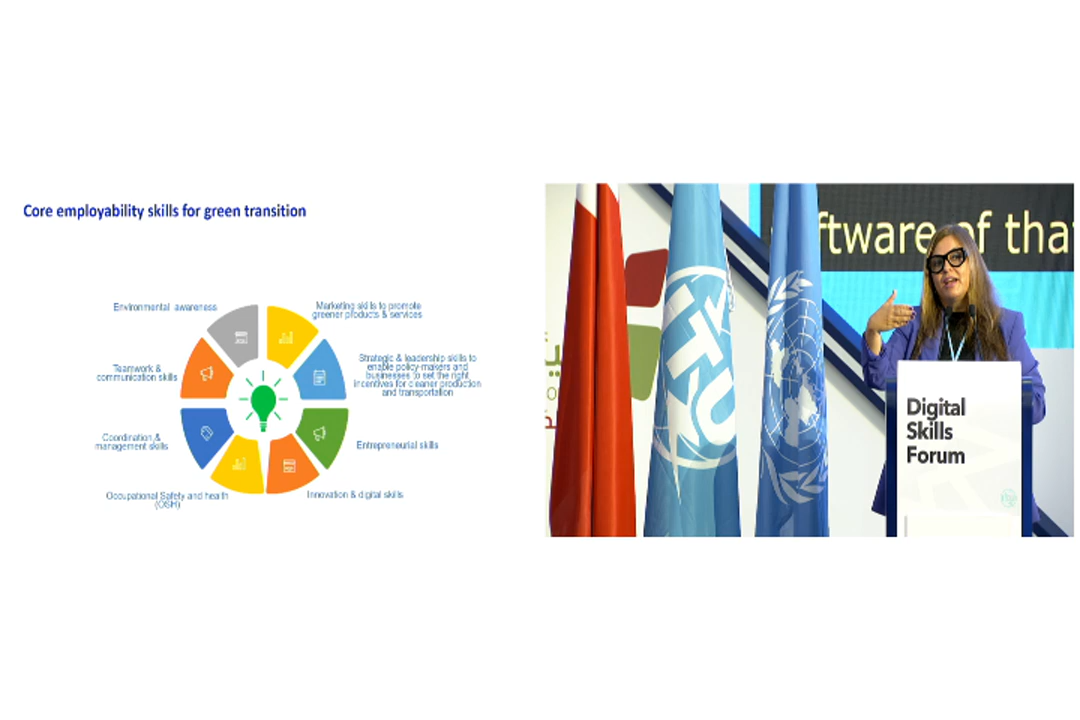 Core employability skills for green transition
Environmental awareness
Marketing skills to promote
greener products & services
Teamwork &
communication skills
Strategic & leadership skills to
enable policy-makers and
businesses to set the right
incentives for cleaner production
and transportation
Coordination &
management skills
Entrepreneurial skills
Occupational Safety and health
(OSH)
Innovation & digital skills
of that
ITU
Digital
Skills
Forum